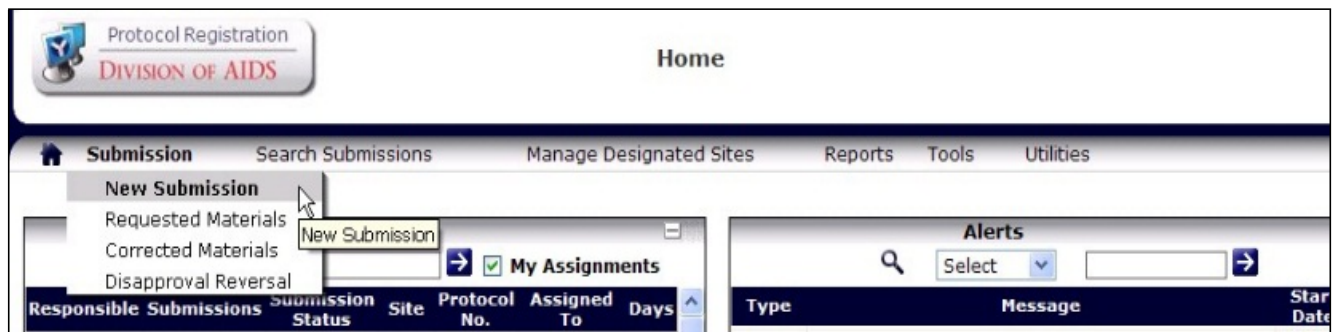 Protocol Registration
DIVISION OF AIDS
Home
Submission Search Submissions Manage Designated Sites Reports Tools Utilities
New Submission
Requested Materials
Corrected Materials
Disapproval Reversal
New Submission
My Assignments
Responsible Submissions Submission Status Site Protocol No. Assigned To Days
Alerts
Select
Type Message Star
Date